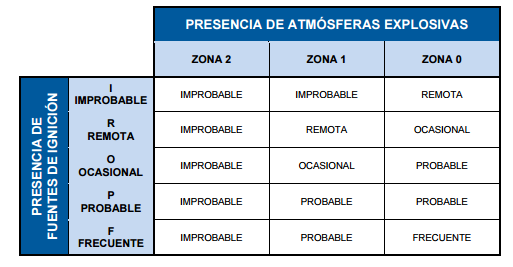 PRESENCIA DE ATMÓSFERAS EXPLOSIVAS
ZONA 2 ZONA 1 ZONA 0
PRESENCIA DE
FUENTES DE IGNICIÓN
I
IMPROBABLE IMPROBABLE IMPROBABLE REMOTA
R
REMOTA IMPROBABLE REMOTA OCASIONAL
O
OCASIONAL IMPROBABLE OCASIONAL PROBABLE
P
PROBABLE IMPROBABLE PROBABLE PROBABLE
F
FRECUENTE IMPROBABLE PROBABLE FRECUENTE